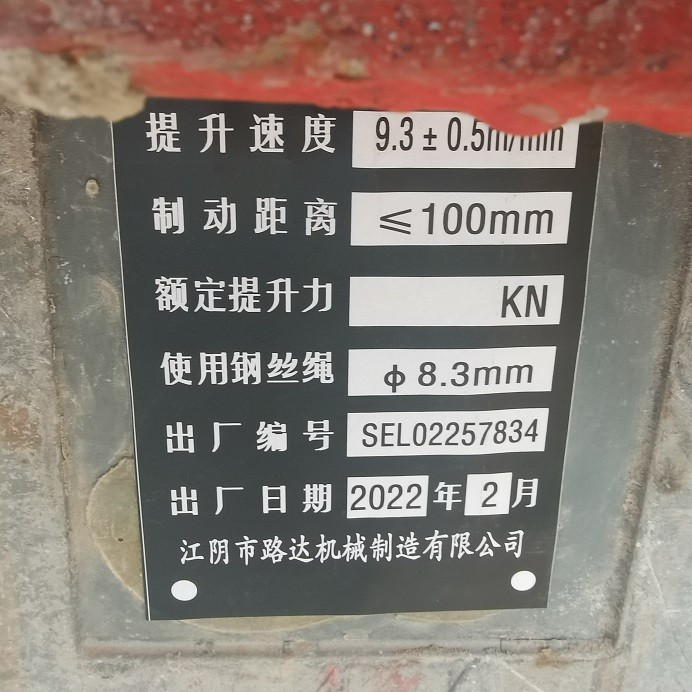 提升速度 9.3±0.5m/min
制动距离 ≤100mm
额定提升力 KN
使用钢丝绳 ф8.3mm
出厂编号 SEL02257834
出厂日期 2022年2月
江阴市路达机械制造有限公司